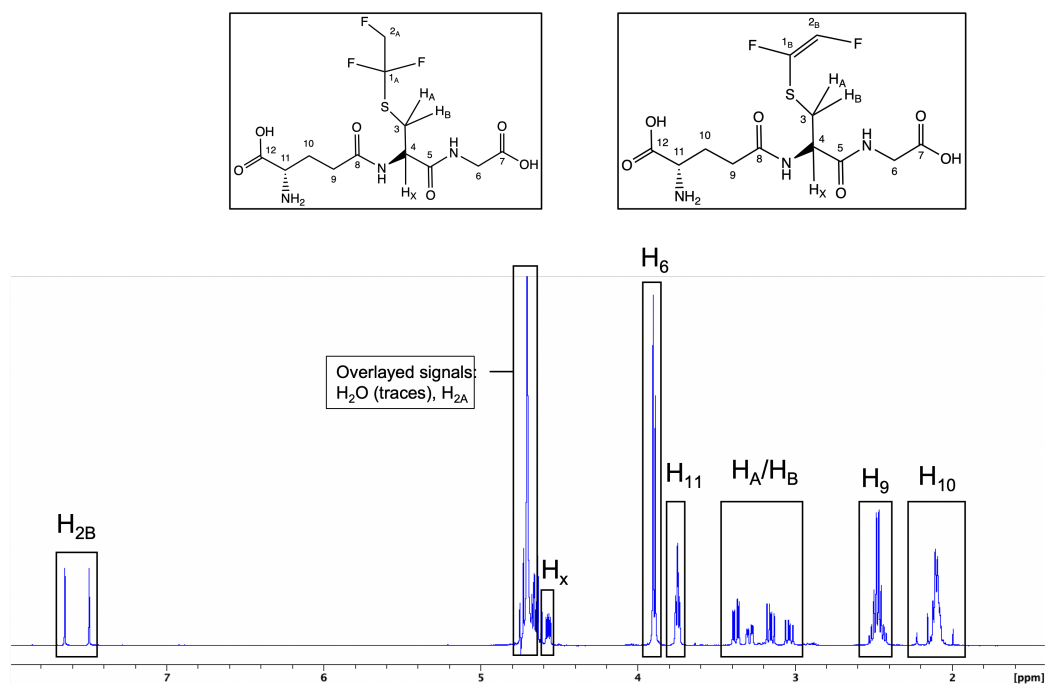 F
2A
F
F
1A
S
HA
HB
3
OH
O
12
11
10
9
NH2
O
8
N
H
4
HX
5
O
H
N
6
O
7
OH
2B
F
1B
F
S
HA
HB
3
OH
O
12
11
10
9
NH2
O
8
N
H
4
HX
5
O
H
N
6
O
7
OH
H6
Overlayed signals:
H2O (traces), H2A
H2B
Hx
H11
HA/HB
H9
H10
7 6 5 4 3 2 [ppm]